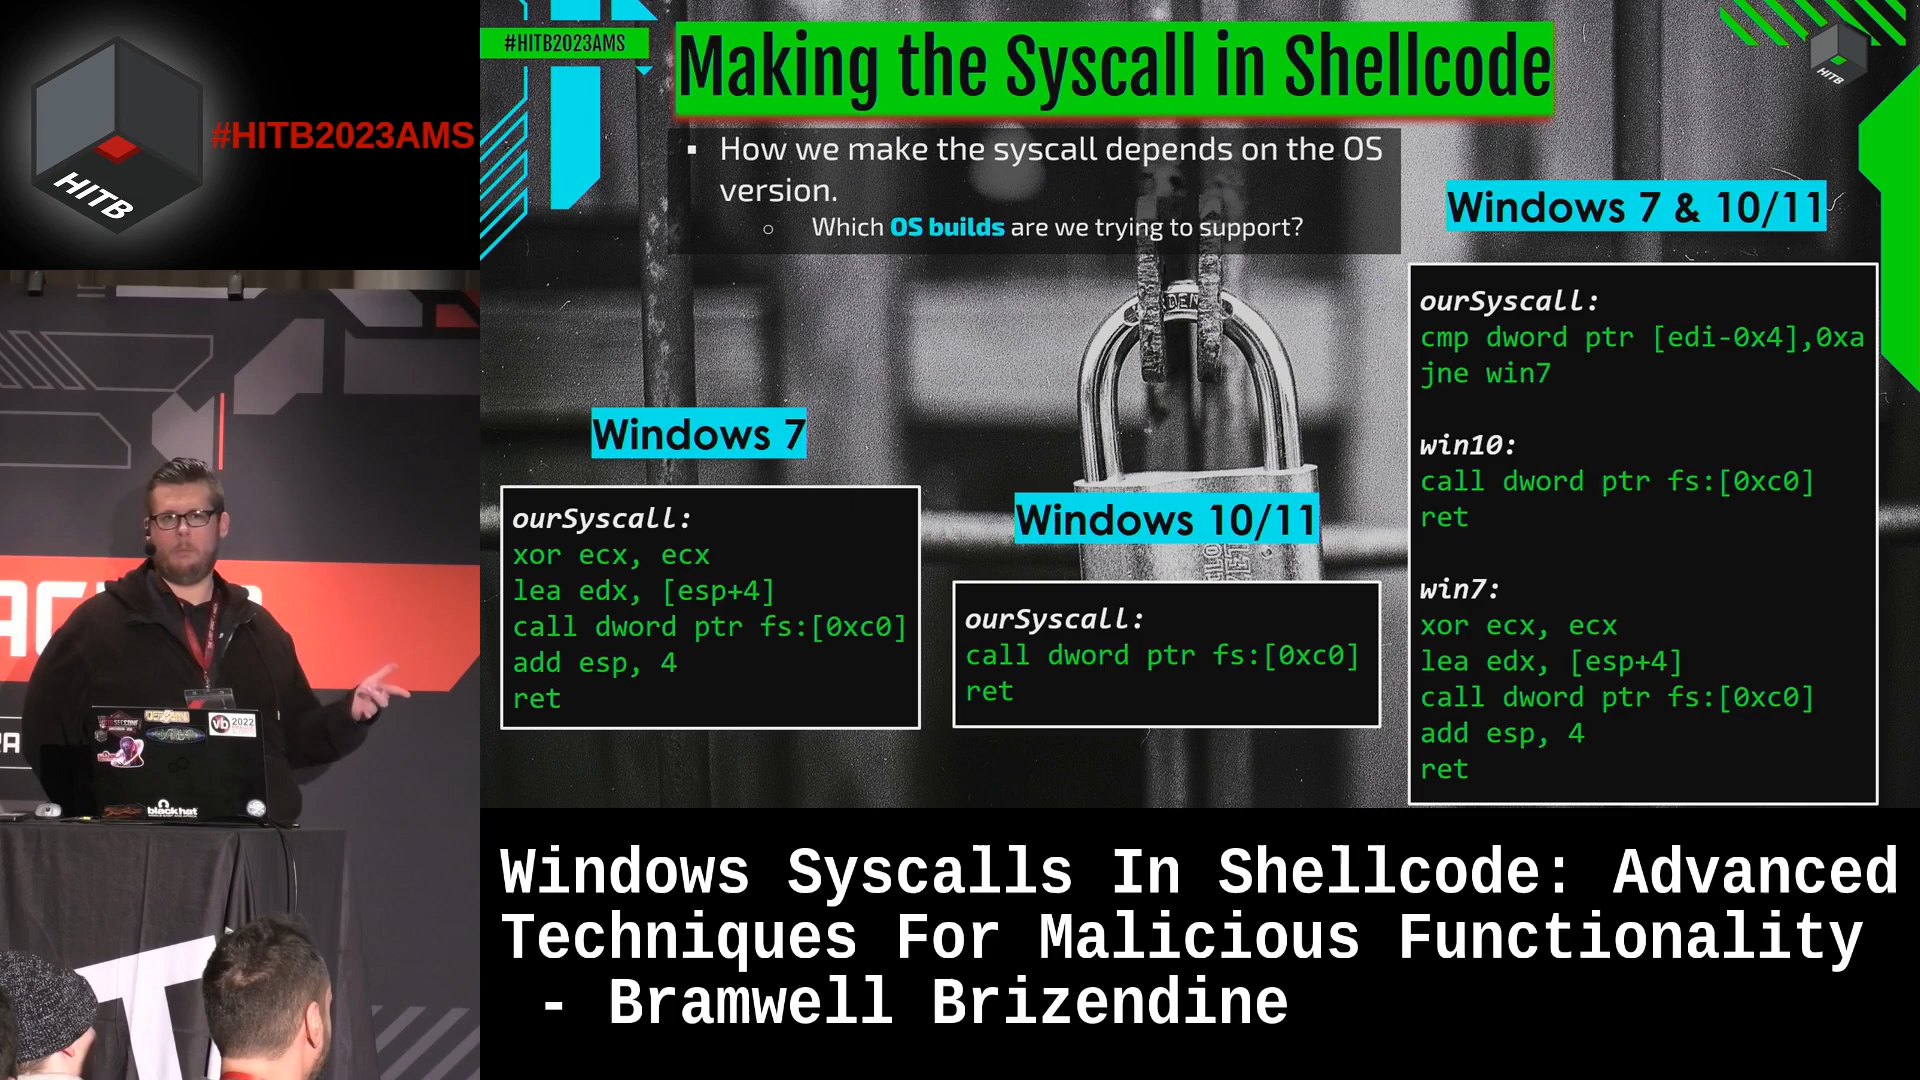 HITB
#HITB2023AMS
#HITB2023AMS
Making the Syscall in Shellcode
HITB
▪ How we make the syscall depends on the OS
version.
○ Which OS builds are we trying to support?
Windows 7
ourSyscall:
xor ecx, ecx
lea edx, [esp+4]
call dword ptr fs:[0xc0]
add esp, 4
ret
Windows 10/11
ourSyscall:
call dword ptr fs:[0xc0]
ret
Windows 7 & 10/11
ourSyscall:
cmp dword ptr [edi-0x4],0xa
jne win7
win10:
call dword ptr fs:[0xc0]
ret
win7:
xor ecx, ecx
lea edx, [esp+4]
call dword ptr fs:[0xc0]
add esp, 4
ret
vb 2022
black hat
Windows Syscalls In Shellcode: Advanced
Techniques For Malicious Functionality
- Bramwell Brizendine